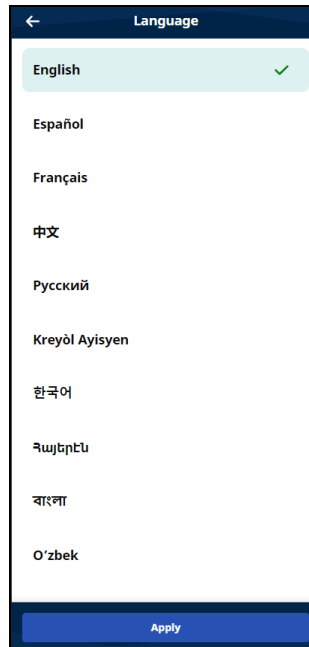 Language
English
Español
Français
中文
Русский
Kreyòl Ayisyen
한국어
Հայերէն
বাংলা
O‘zbek
Apply